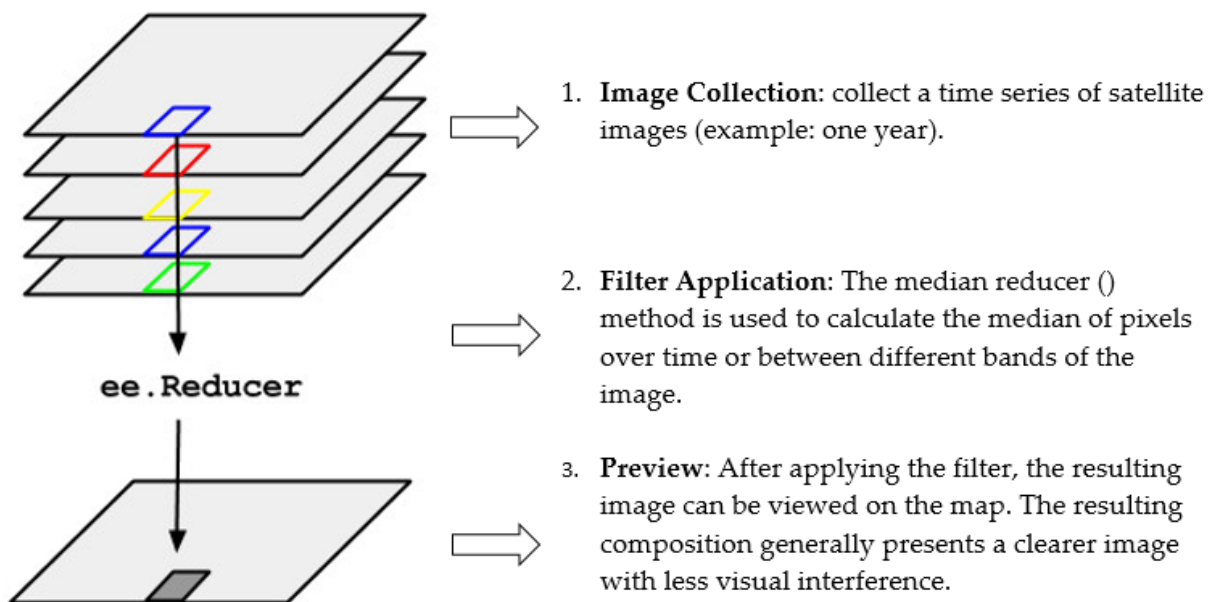 1. Image Collection: collect a time series of satellite
images (example: one year).
2. Filter Application: The median reducer ()
method is used to calculate the median of pixels
over time or between different bands of the
image.
ee.Reducer
3. Preview: After applying the filter, the resulting
image can be viewed on the map. The resulting
composition generally presents a clearer image
with less visual interference.